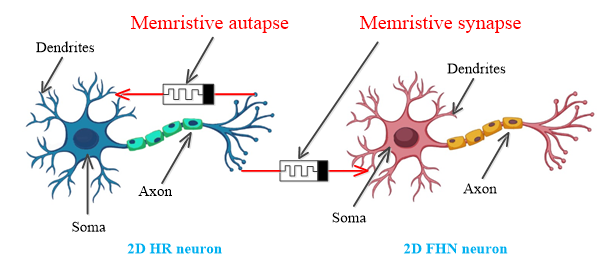 Memristive autapse
Memristive synapse
Dendrites
Dendrites
Axon
Axon
Soma
Soma
2D HR neuron
2D FHN neuron